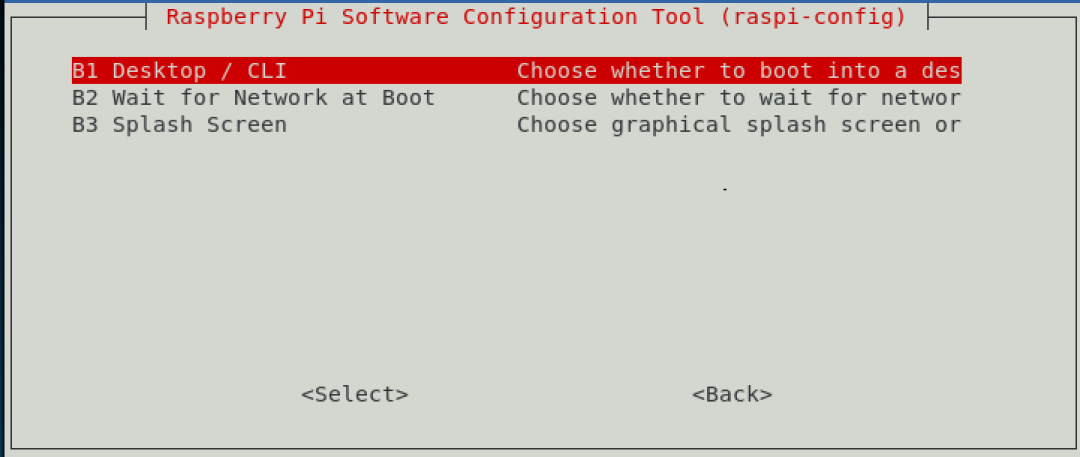 Raspberry Pi Software Configuration Tool (raspi-config)
B1 Desktop / CLI Choose whether to boot into a des
B2 Wait for Network at Boot Choose whether to wait for networ
B3 Splash Screen Choose graphical splash screen or
<Select> <Back>